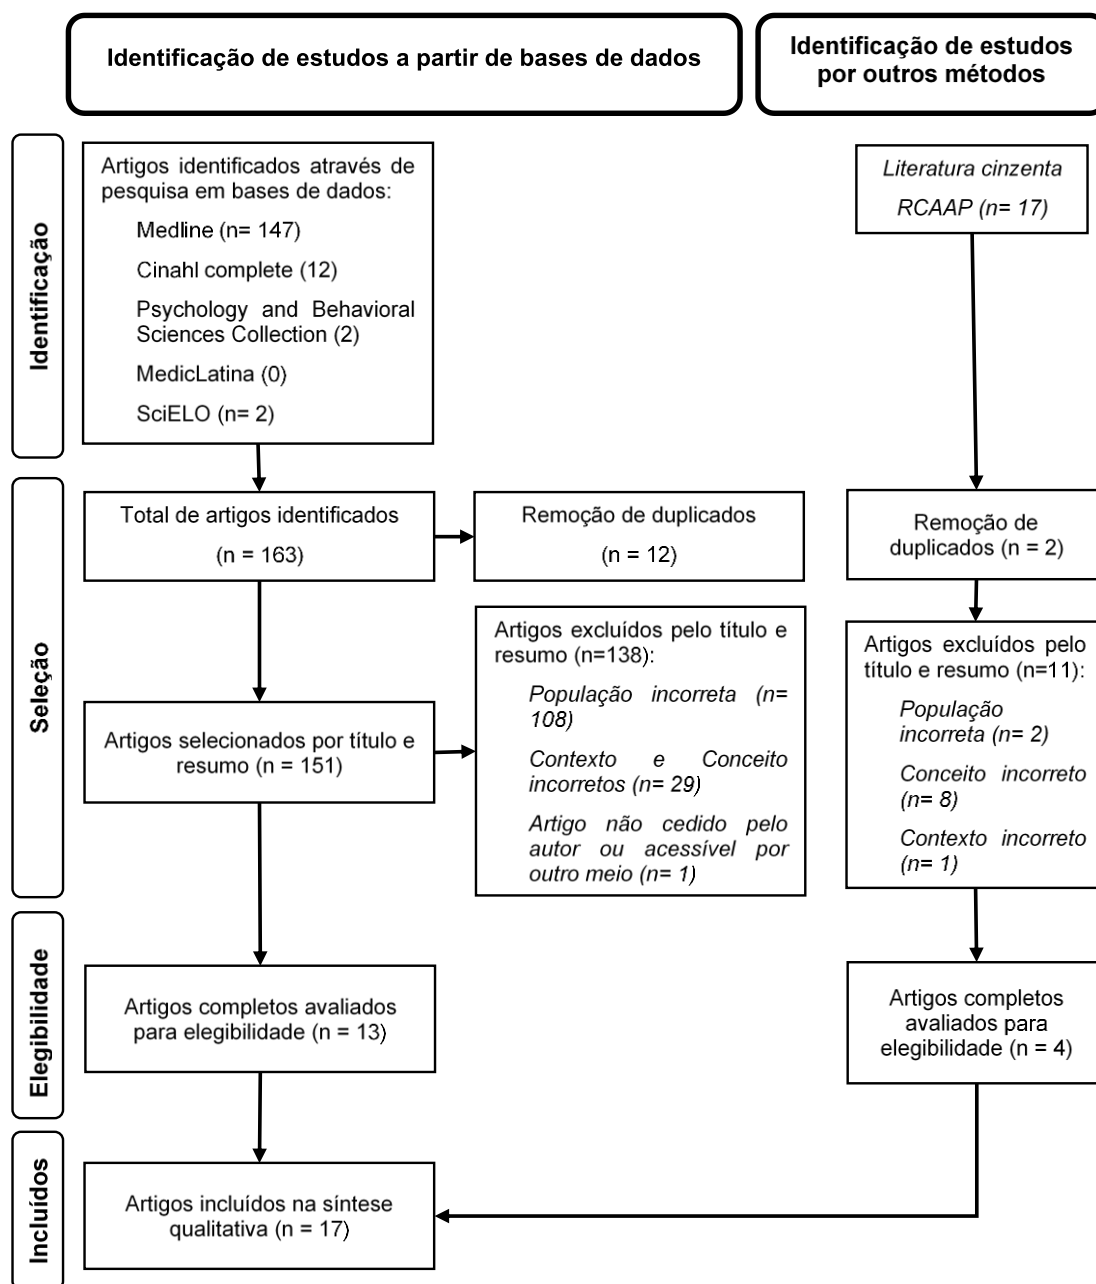 Identificação de estudos a partir de bases de dados
Identificação de estudos
por outros métodos
Identificação
Artigos identificados através de
pesquisa em bases de dados:
Medline (n= 147)
Cinahl complete (12)
Psychology and Behavioral
Sciences Collection (2)
MedicLatina (0)
SciELO (n= 2)
Literatura cinzenta
RCAAP (n= 17)
Seleção
Total de artigos identificados
(n = 163)
Remoção de duplicados
(n = 12)
Remoção de
duplicados (n = 2)
Artigos selecionados por título e
resumo (n = 151)
Artigos excluídos pelo título e
resumo (n=138):
População incorreta (n=
108)
Contexto e Conceito
incorretos (n= 29)
Artigo não cedido pelo
autor ou acessível por
outro meio (n= 1)
Artigos excluídos pelo
título e resumo (n=11):
População
incorreta (n= 2)
Conceito incorreto
(n= 8)
Contexto incorreto
(n= 1)
Elegibilidade
Artigos completos avaliados
para elegibilidade (n = 13)
Artigos completos
avaliados para
elegibilidade (n = 4)
Incluídos
Artigos incluídos na síntese
qualitativa (n = 17)